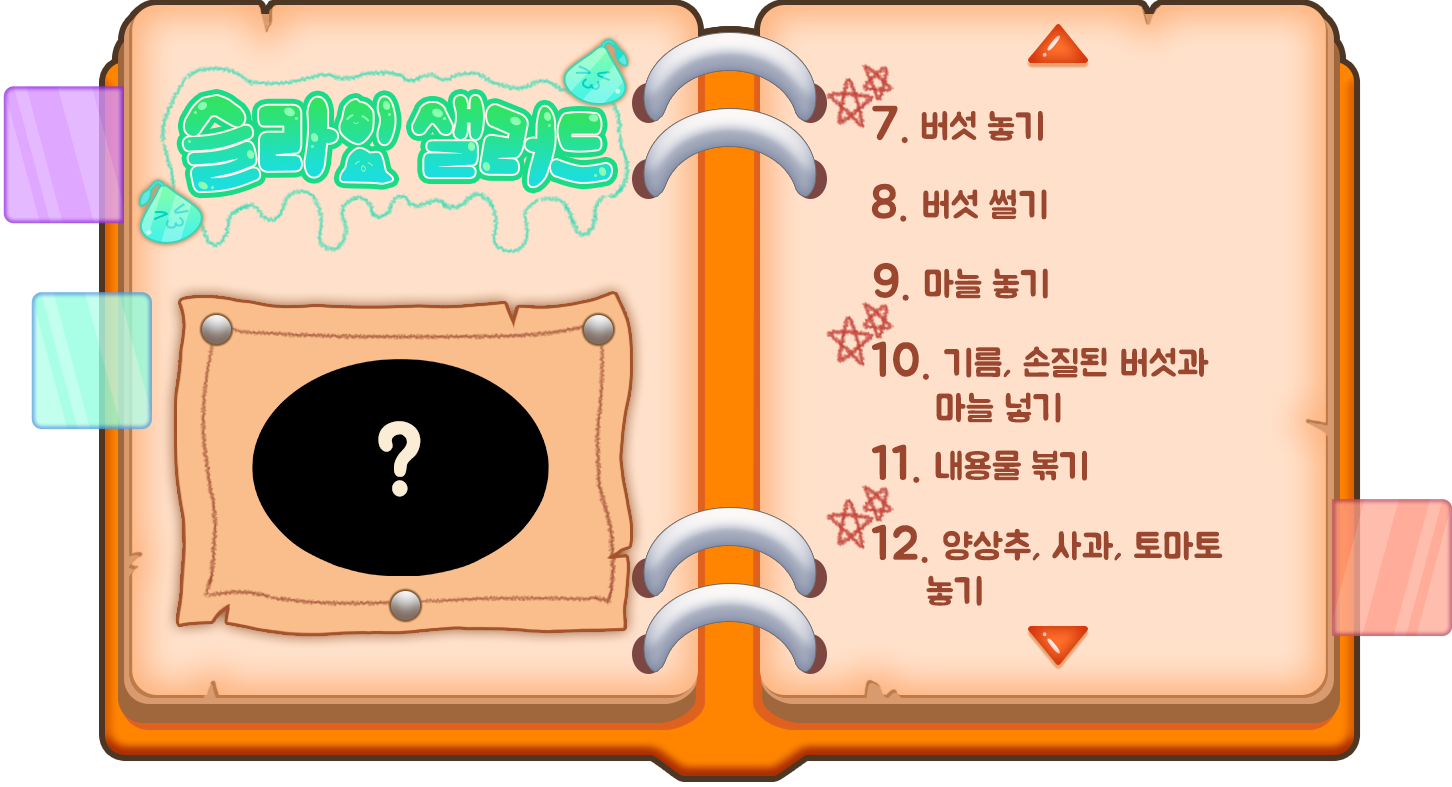 슬라임 샐러드
?
7. 버섯 놓기
8. 버섯 썰기
9. 마늘 놓기
10. 기름, 손질된 버섯과
마늘 넣기
11. 내용물 볶기
12. 양상추, 사과, 토마토
놓기